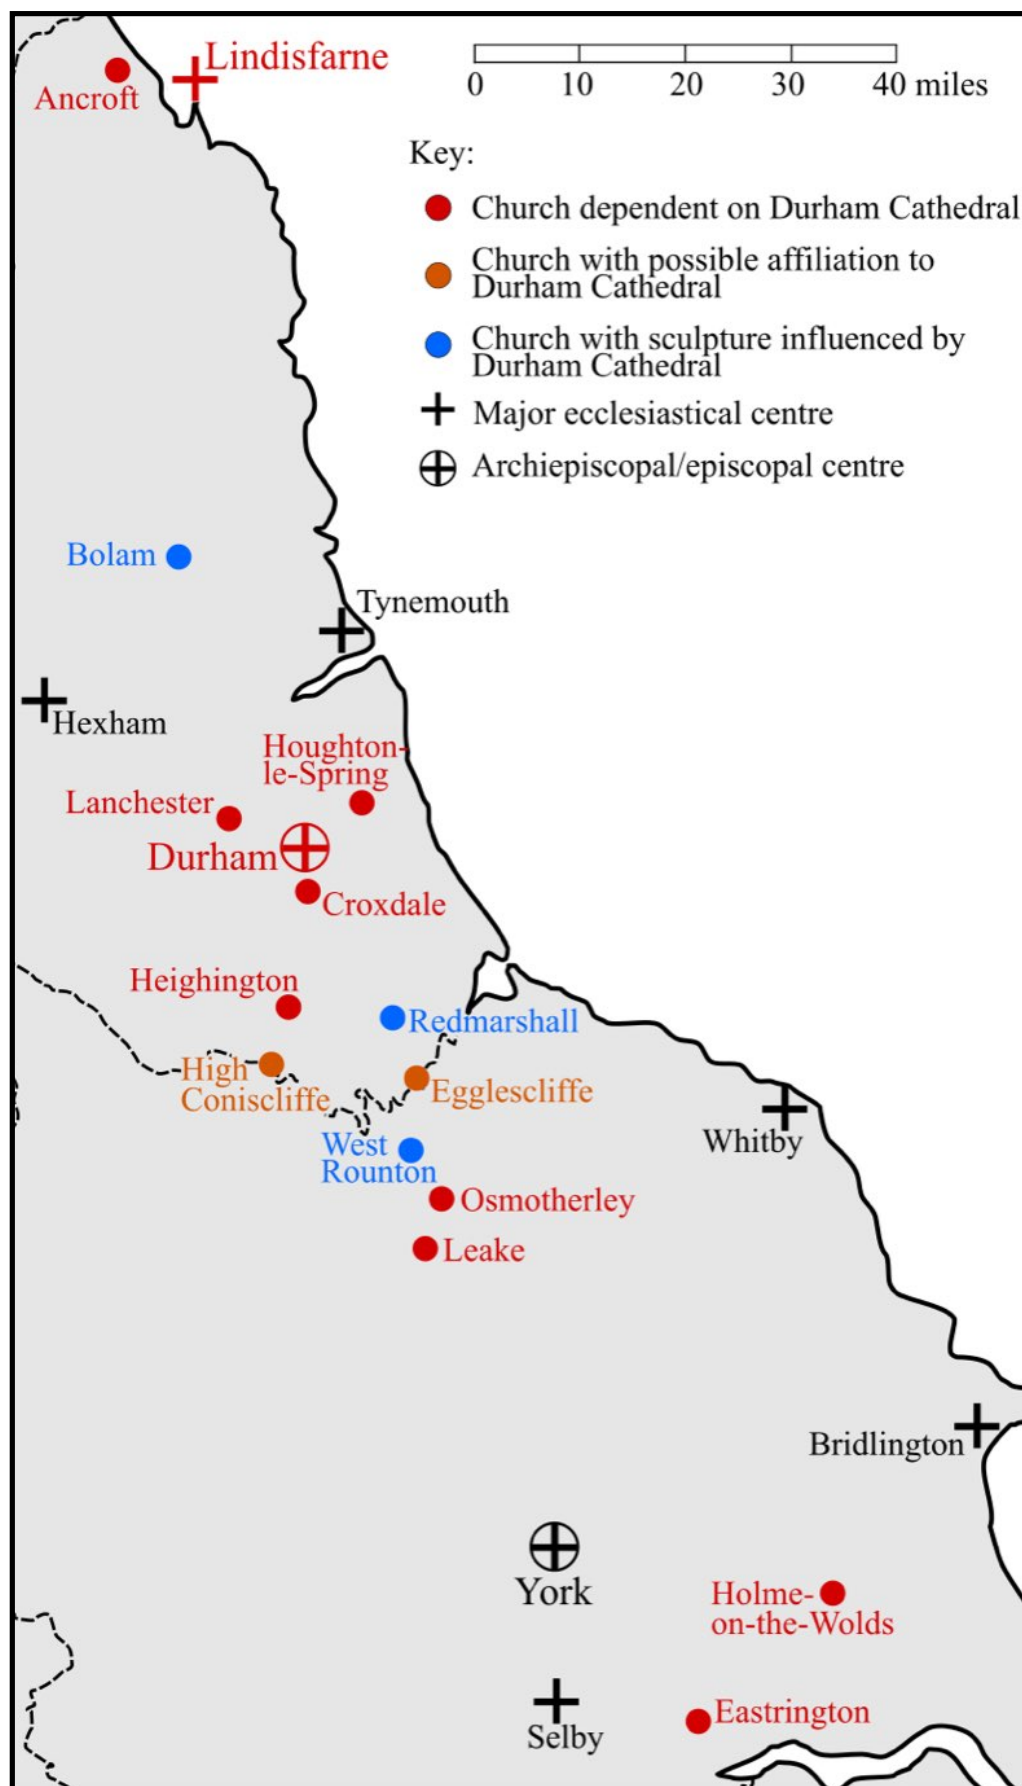 Lindisfarne
Ancroft
0 10 20 30 40 miles
Key:
Church dependent on Durham Cathedral
Church with possible affiliation to
Durham Cathedral
Church with sculpture influenced by
Durham Cathedral
Major ecclesiastical centre
Archiepiscopal/episcopal centre
Bolam
Tynemouth
Hexham
Houghton-
le-Spring
Lanchester
Durham
Croxdale
Heighington
Redmarshall
High
Coniscliffe
Egglescliffe
West
Rounton
Whitby
Osmotherley
Leake
Bridlington
York
Holme-
on-the-Wolds
Selby
Eastrington